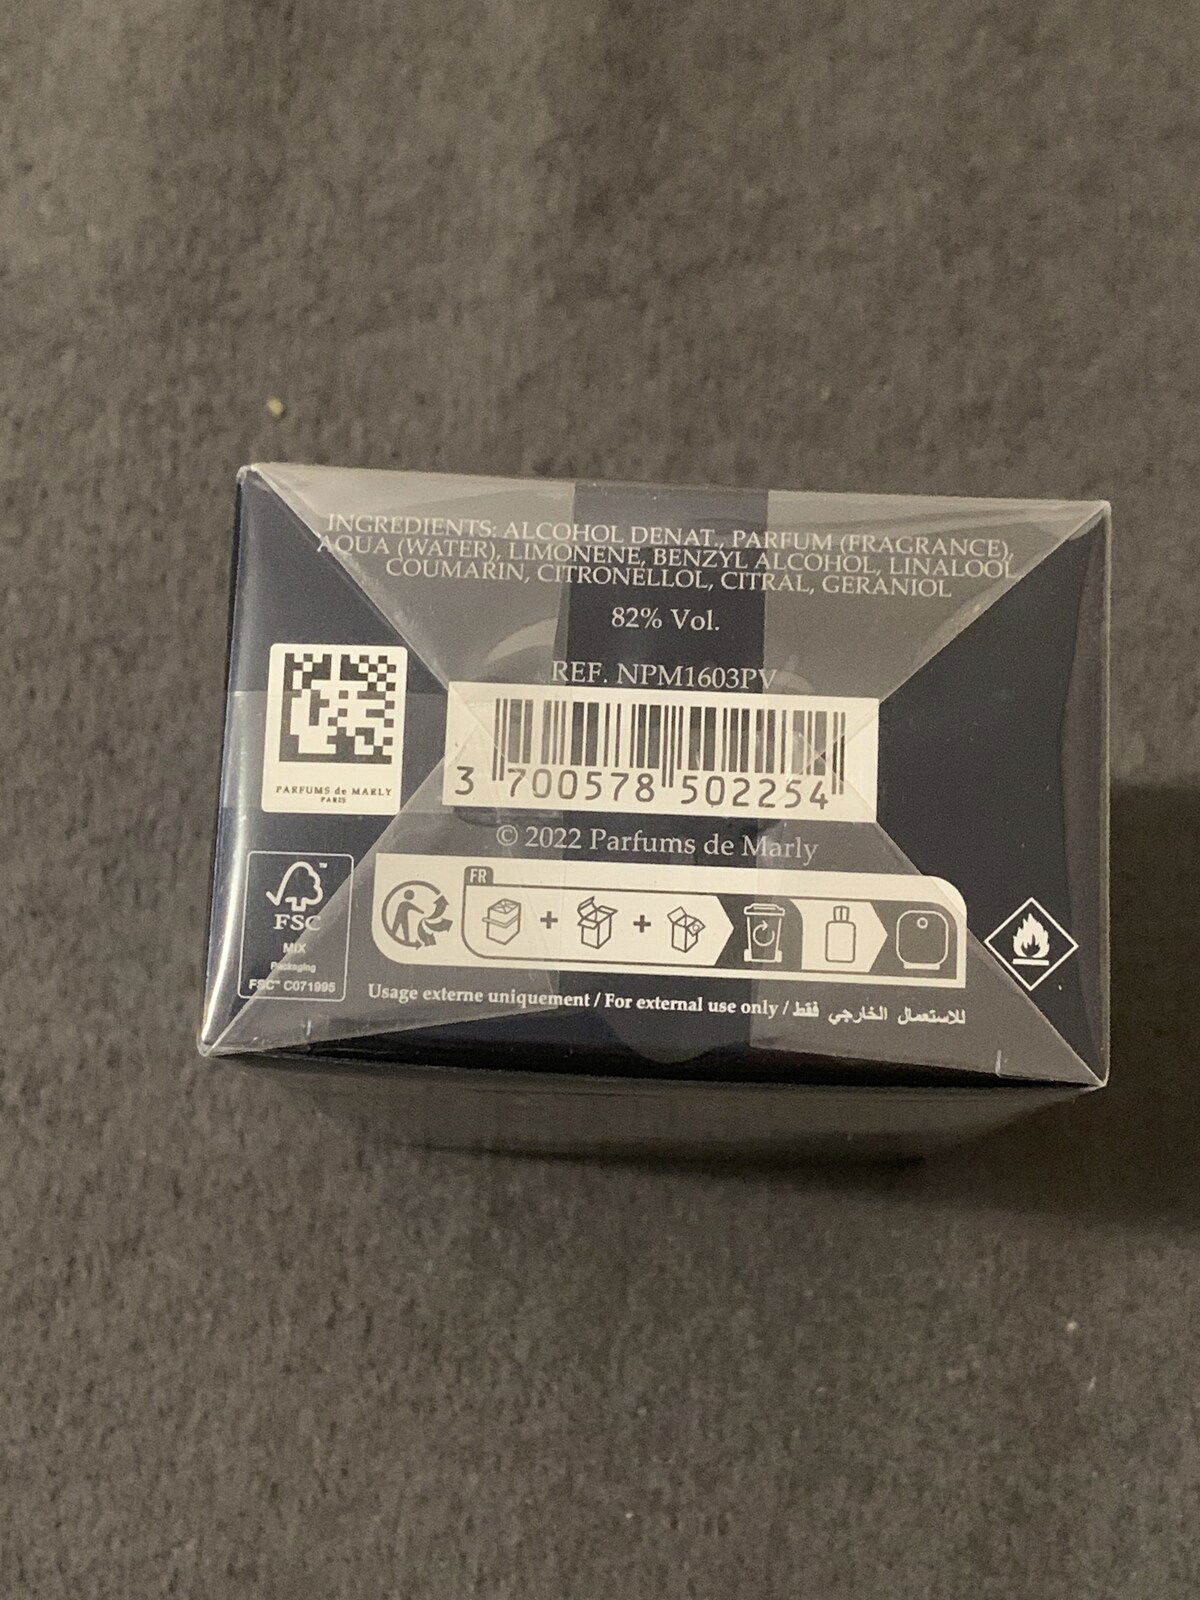 INGREDIENTS: ALCOHOL DENAT., PARFUM (FRAGRANCE),
AQUA (WATER), LIMONENE, BENZYL ALCOHOL, LINALOOL
COUMARIN, CITRONELLOL, CITRAL, GERANIOL
82% Vol.
REF. NPM1603PV
3 700578 502254
PARFUMS de MARLY
PARIS
© 2022 Parfums de Marly
FSC™
MIX
Packaging
FSC™ C071995
FR
Usage externe uniquement / For external use only / للاستعمال الخارجي فقط